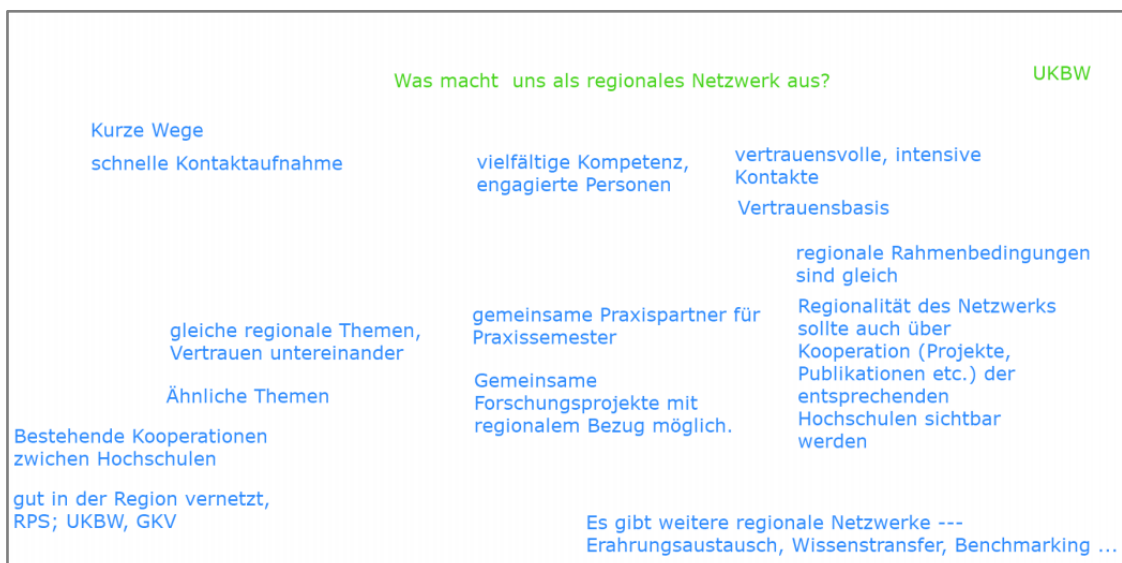 Was macht  uns als regionales Netzwerk aus?
UKBW
Kurze Wege
schnelle Kontaktaufnahme
vielfältige Kompetenz,
engagierte Personen
vertrauensvolle, intensive
Kontakte
Vertrauensbasis
regionale Rahmenbedingungen
sind gleich
gleiche regionale Themen,
Vertrauen untereinander
gemeinsame Praxispartner für
Praxissemester
Regionalität des Netzwerks
sollte auch über
Kooperation (Projekte,
Publikationen etc.) der
entsprechenden
Hochschulen sichtbar
werden
Ähnliche Themen
Gemeinsame
Forschungsprojekte mit
regionalem Bezug möglich.
Bestehende Kooperationen
zwichen Hochschulen
gut in der Region vernetzt,
RPS; UKBW, GKV
Es gibt weitere regionale Netzwerke ---
Erahrungsaustausch, Wissenstransfer, Benchmarking ...